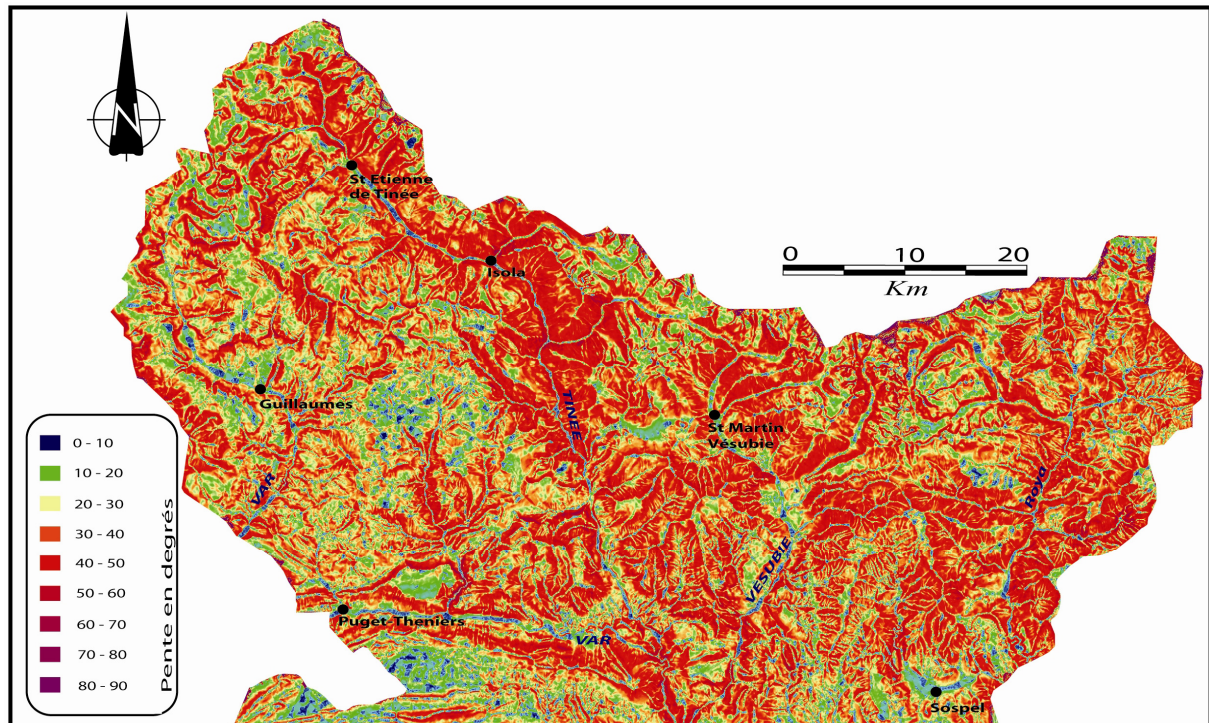 N
St Etienne
de Tinée
Isola
0 10 20
Km
Guillaumes
TINEE
St Martin
Vésubie
VAR
Roya
VESUBIE
Puget-Theniers
VAR
Sospel
Pente en degrés
0 - 10
10 - 20
20 - 30
30 - 40
40 - 50
50 - 60
60 - 70
70 - 80
80 - 90